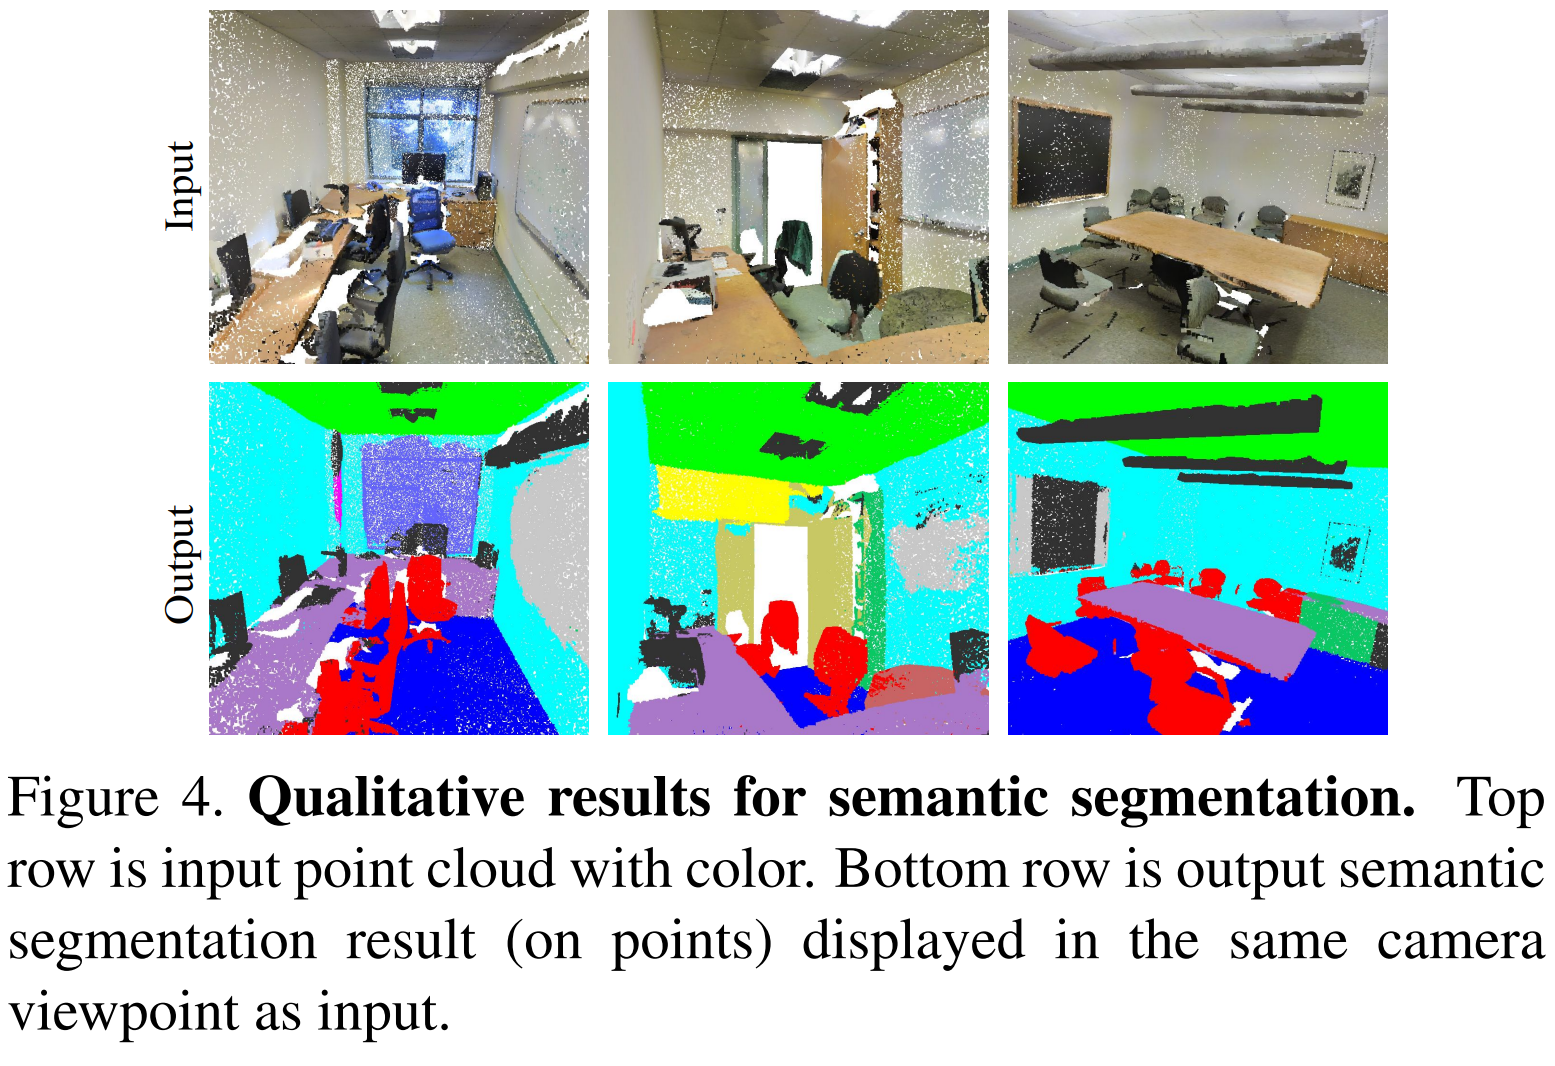 Input
Output
Figure 4. Qualitative results for semantic segmentation. Top
row is input point cloud with color. Bottom row is output semantic
segmentation result (on points) displayed in the same camera
viewpoint as input.